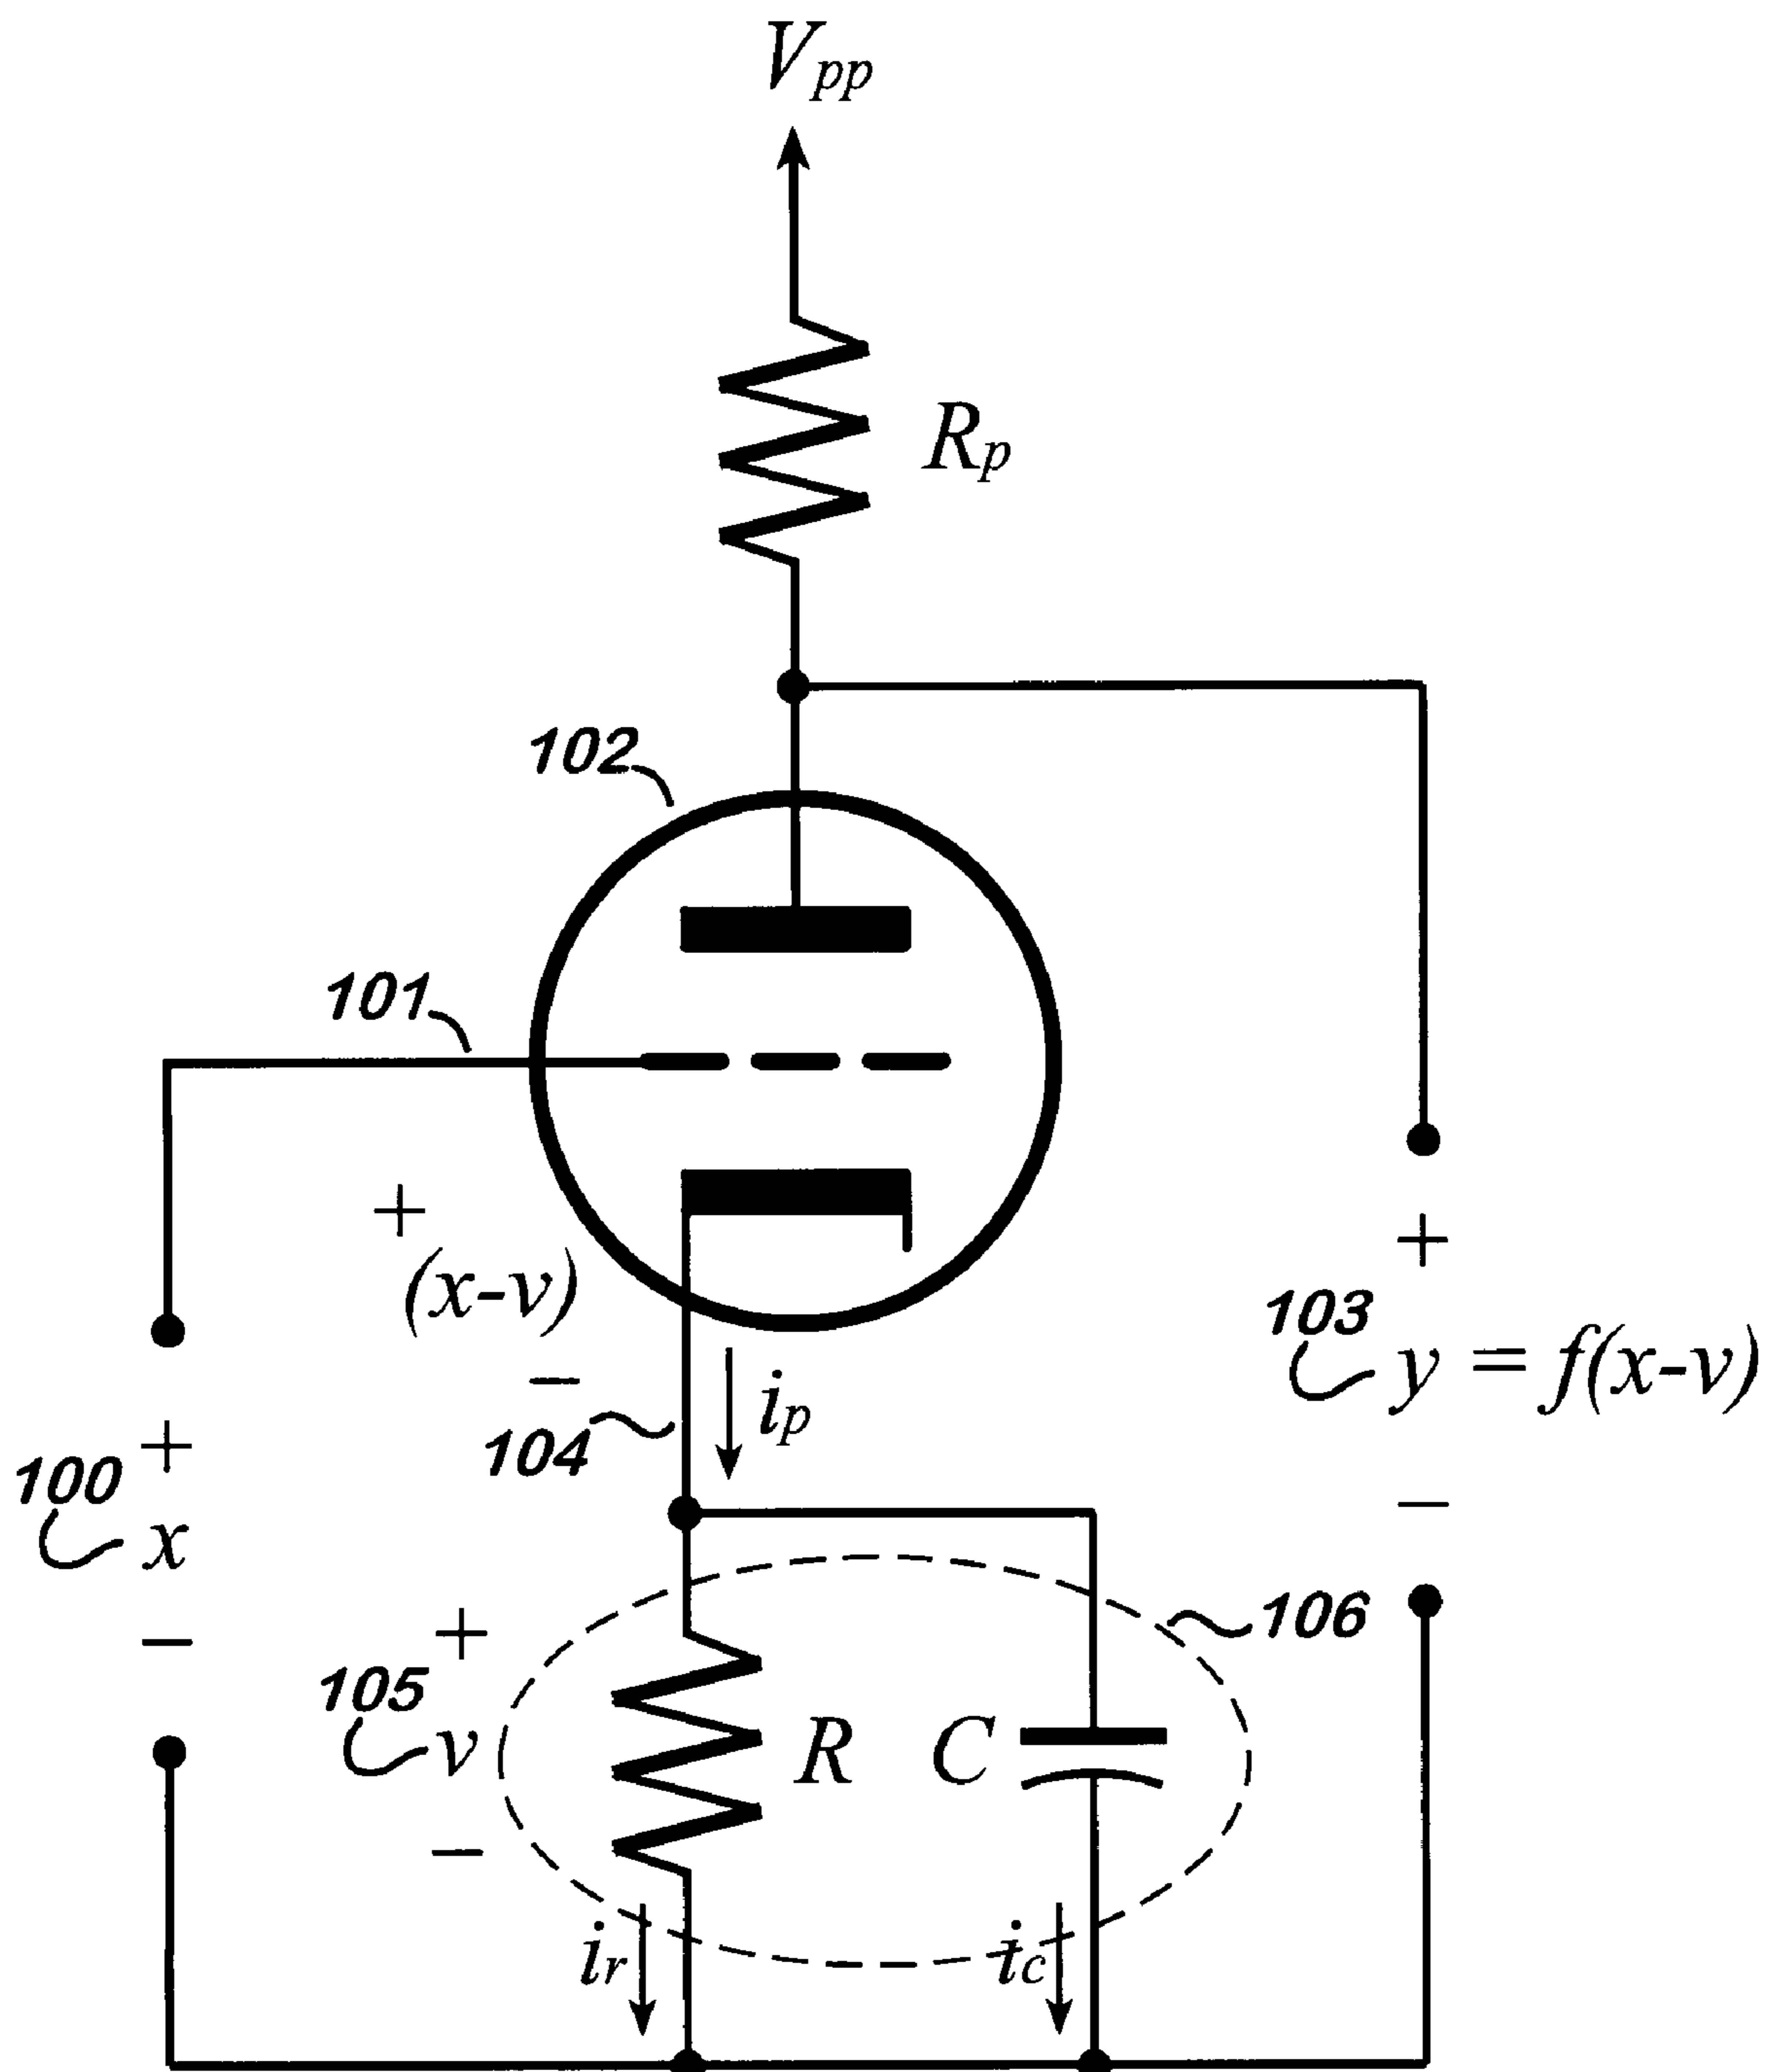 Vpp
Rp
102
101
+
(x-v)
−
+
103
y = f(x-v)
−
104
ip
100
+
x
−
106
105
+
v
−
R
C
ir
ic